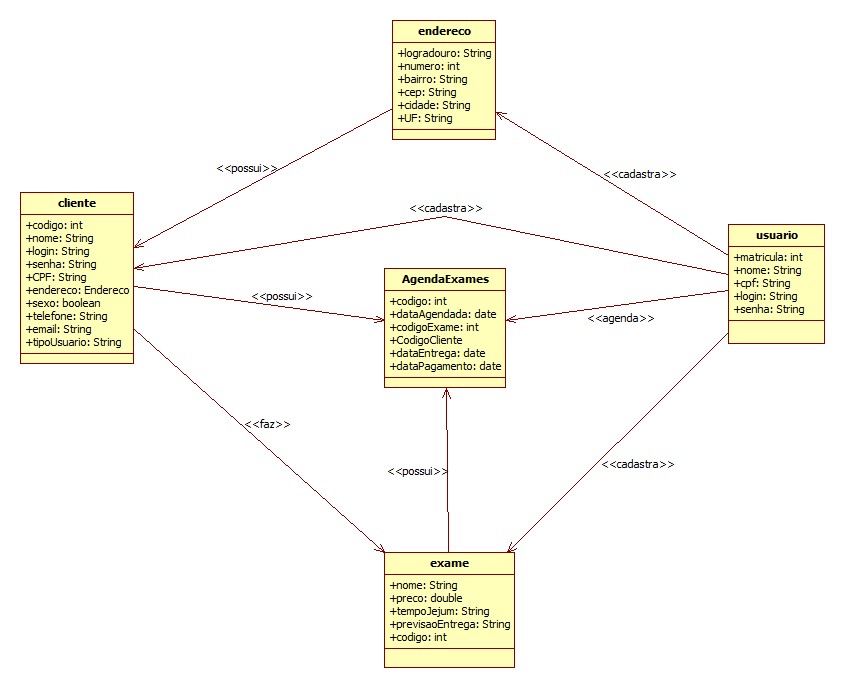 endereco
+logradouro: String
+numero: int
+bairro: String
+cep: String
+cidade: String
+UF: String
<<possui>>
<<cadastra>>
cliente
+codigo: int
+nome: String
+login: String
+senha: String
+CPF: String
+endereco: Endereco
+sexo: boolean
+telefone: String
+email: String
+tipoUsuario: String
<<cadastra>>
usuario
+matricula: int
+nome: String
+cpf: String
+login: String
+senha: String
AgendaExames
+codigo: int
+dataAgendada: date
+codigoExame: int
+CodigoCliente
+dataEntrega: date
+dataPagamento: date
<<possui>>
<<agenda>>
<<faz>>
<<possui>>
<<cadastra>>
exame
+nome: String
+preco: double
+tempoJejum: String
+previsaoEntrega: String
+codigo: int